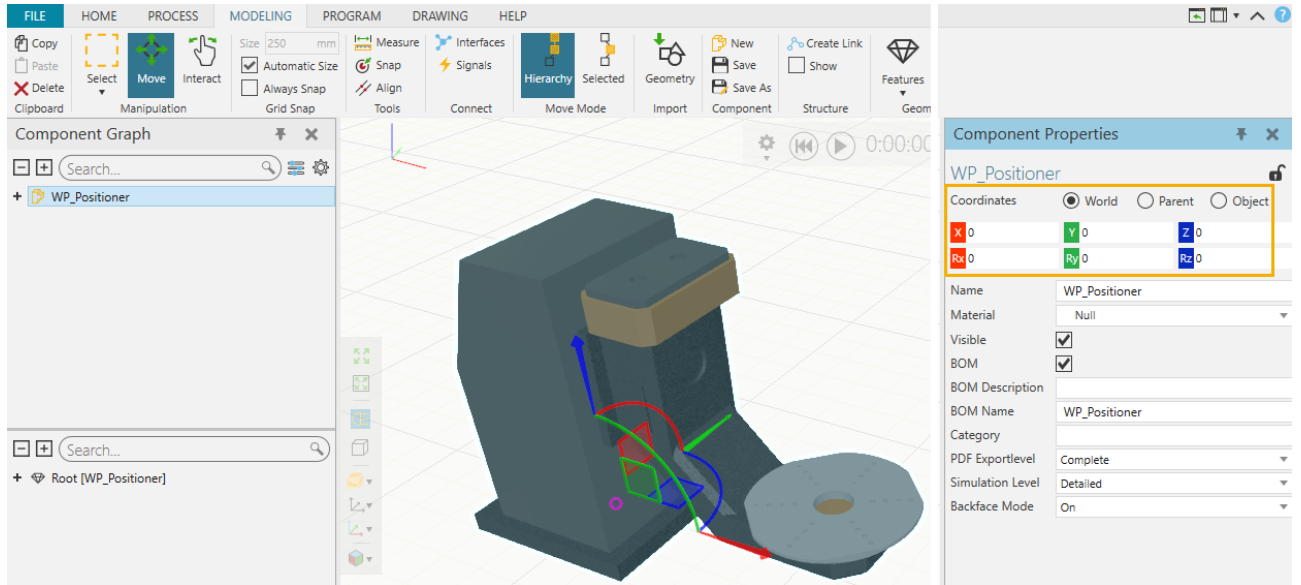 FILE HOME PROCESS MODELING PROGRAM DRAWING HELP
Copy
Paste
Delete
Clipboard
Select
Move
Interact
Manipulation
Size 250 mm
Automatic Size
Always Snap
Grid Snap
Measure
Snap
Align
Tools
Interfaces
Signals
Connect
Hierarchy
Selected
Move Mode
Geometry
Import
New
Save
Save As
Component
Create Link
Show
Structure
Features
Geom
Component Graph
Search...
WP_Positioner
Search...
Root [WP_Positioner]
0:00:00
Component Properties
WP_Positioner
Coordinates World Parent Object
X 0 Y 0 Z 0
Rx 0 Ry 0 Rz 0
Name WP_Positioner
Material Null
Visible
BOM
BOM Description
BOM Name WP_Positioner
Category
PDF Exportlevel Complete
Simulation Level Detailed
Backface Mode On